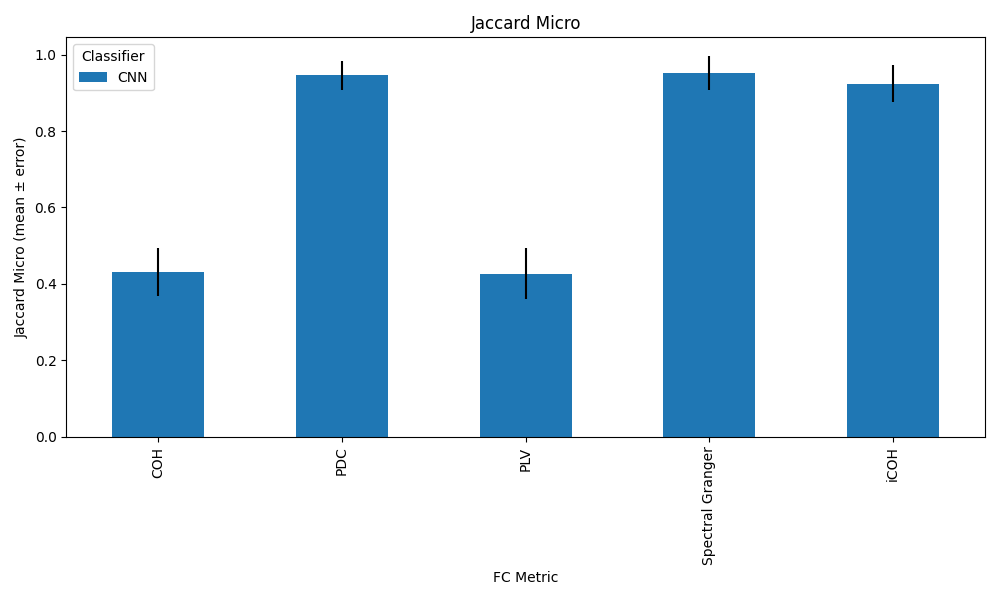 Jaccard Micro
Classifier
CNN
Jaccard Micro (mean ± error)
1.0
0.8
0.6
0.4
0.2
0.0
COH
PDC
PLV
Spectral Granger
iCOH
FC Metric